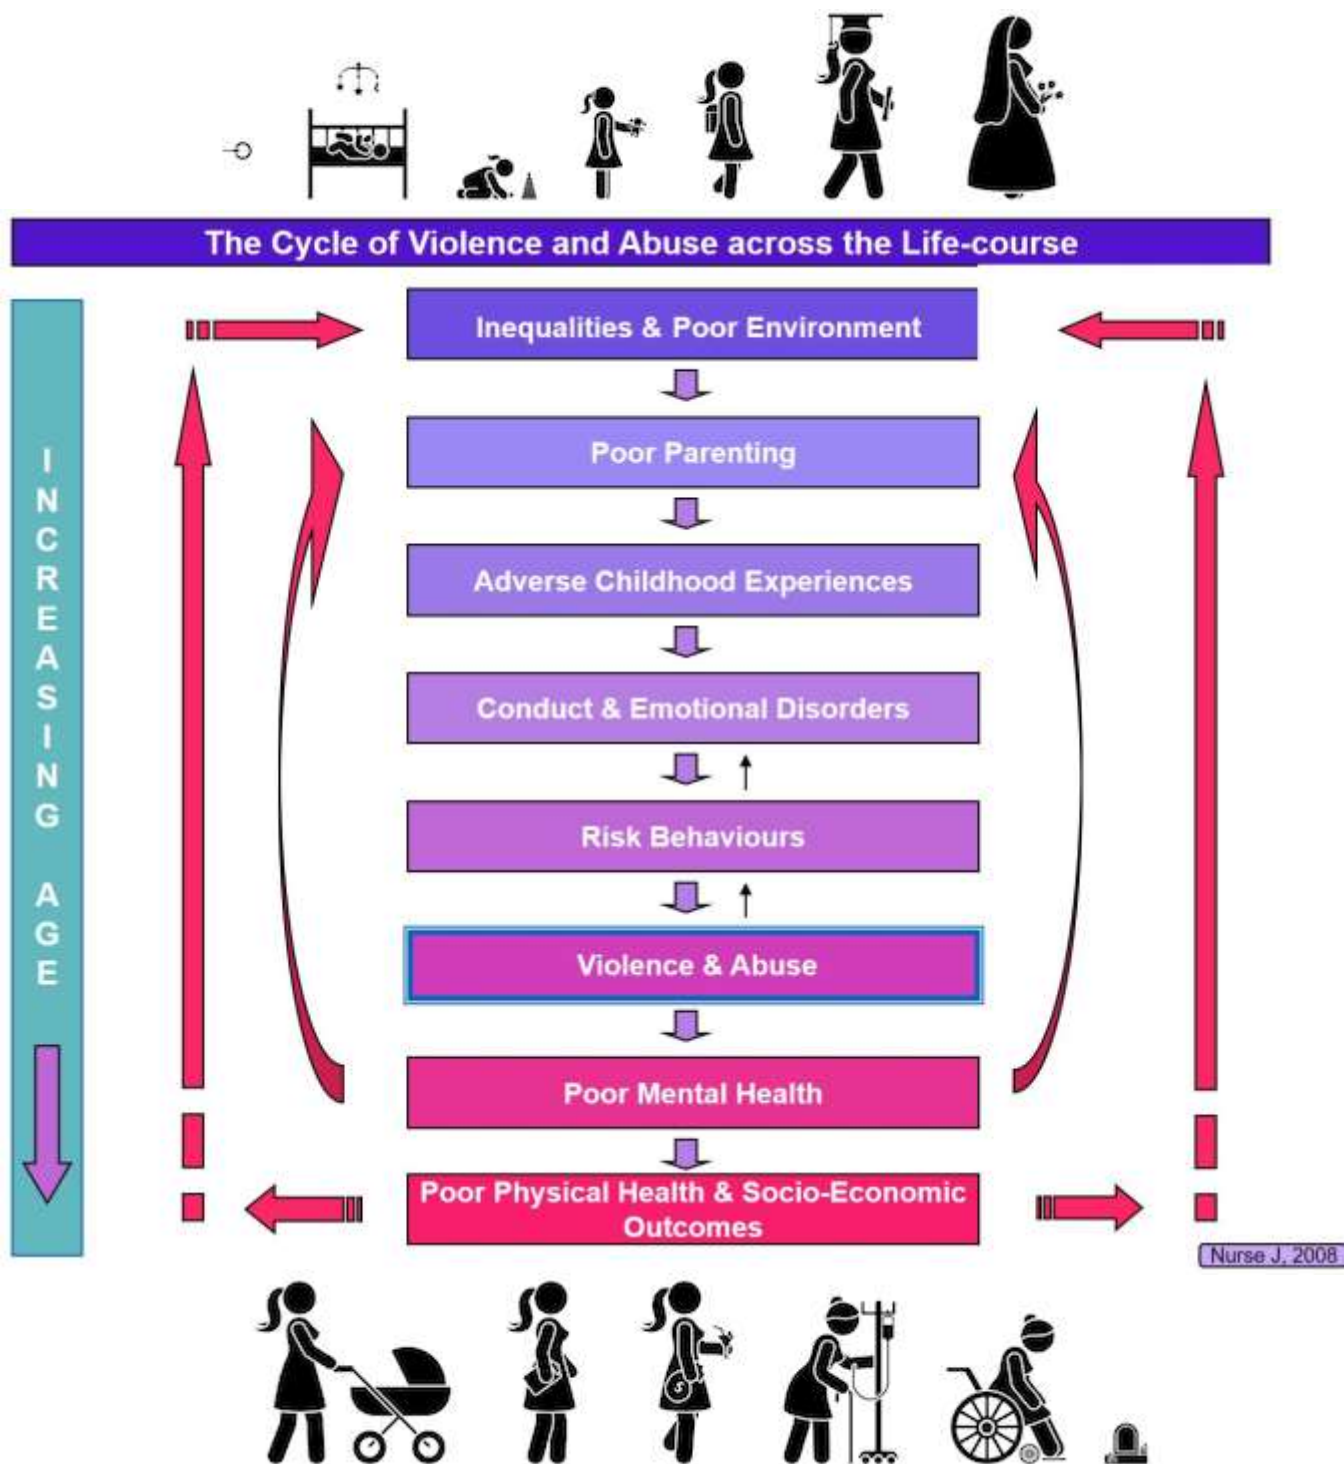 The Cycle of Violence and Abuse across the Life-course
INCREASING AGE
Inequalities & Poor Environment
Poor Parenting
Adverse Childhood Experiences
Conduct & Emotional Disorders
Risk Behaviours
Violence & Abuse
Poor Mental Health
Poor Physical Health & Socio-Economic
Outcomes
Nurse J, 2008
$